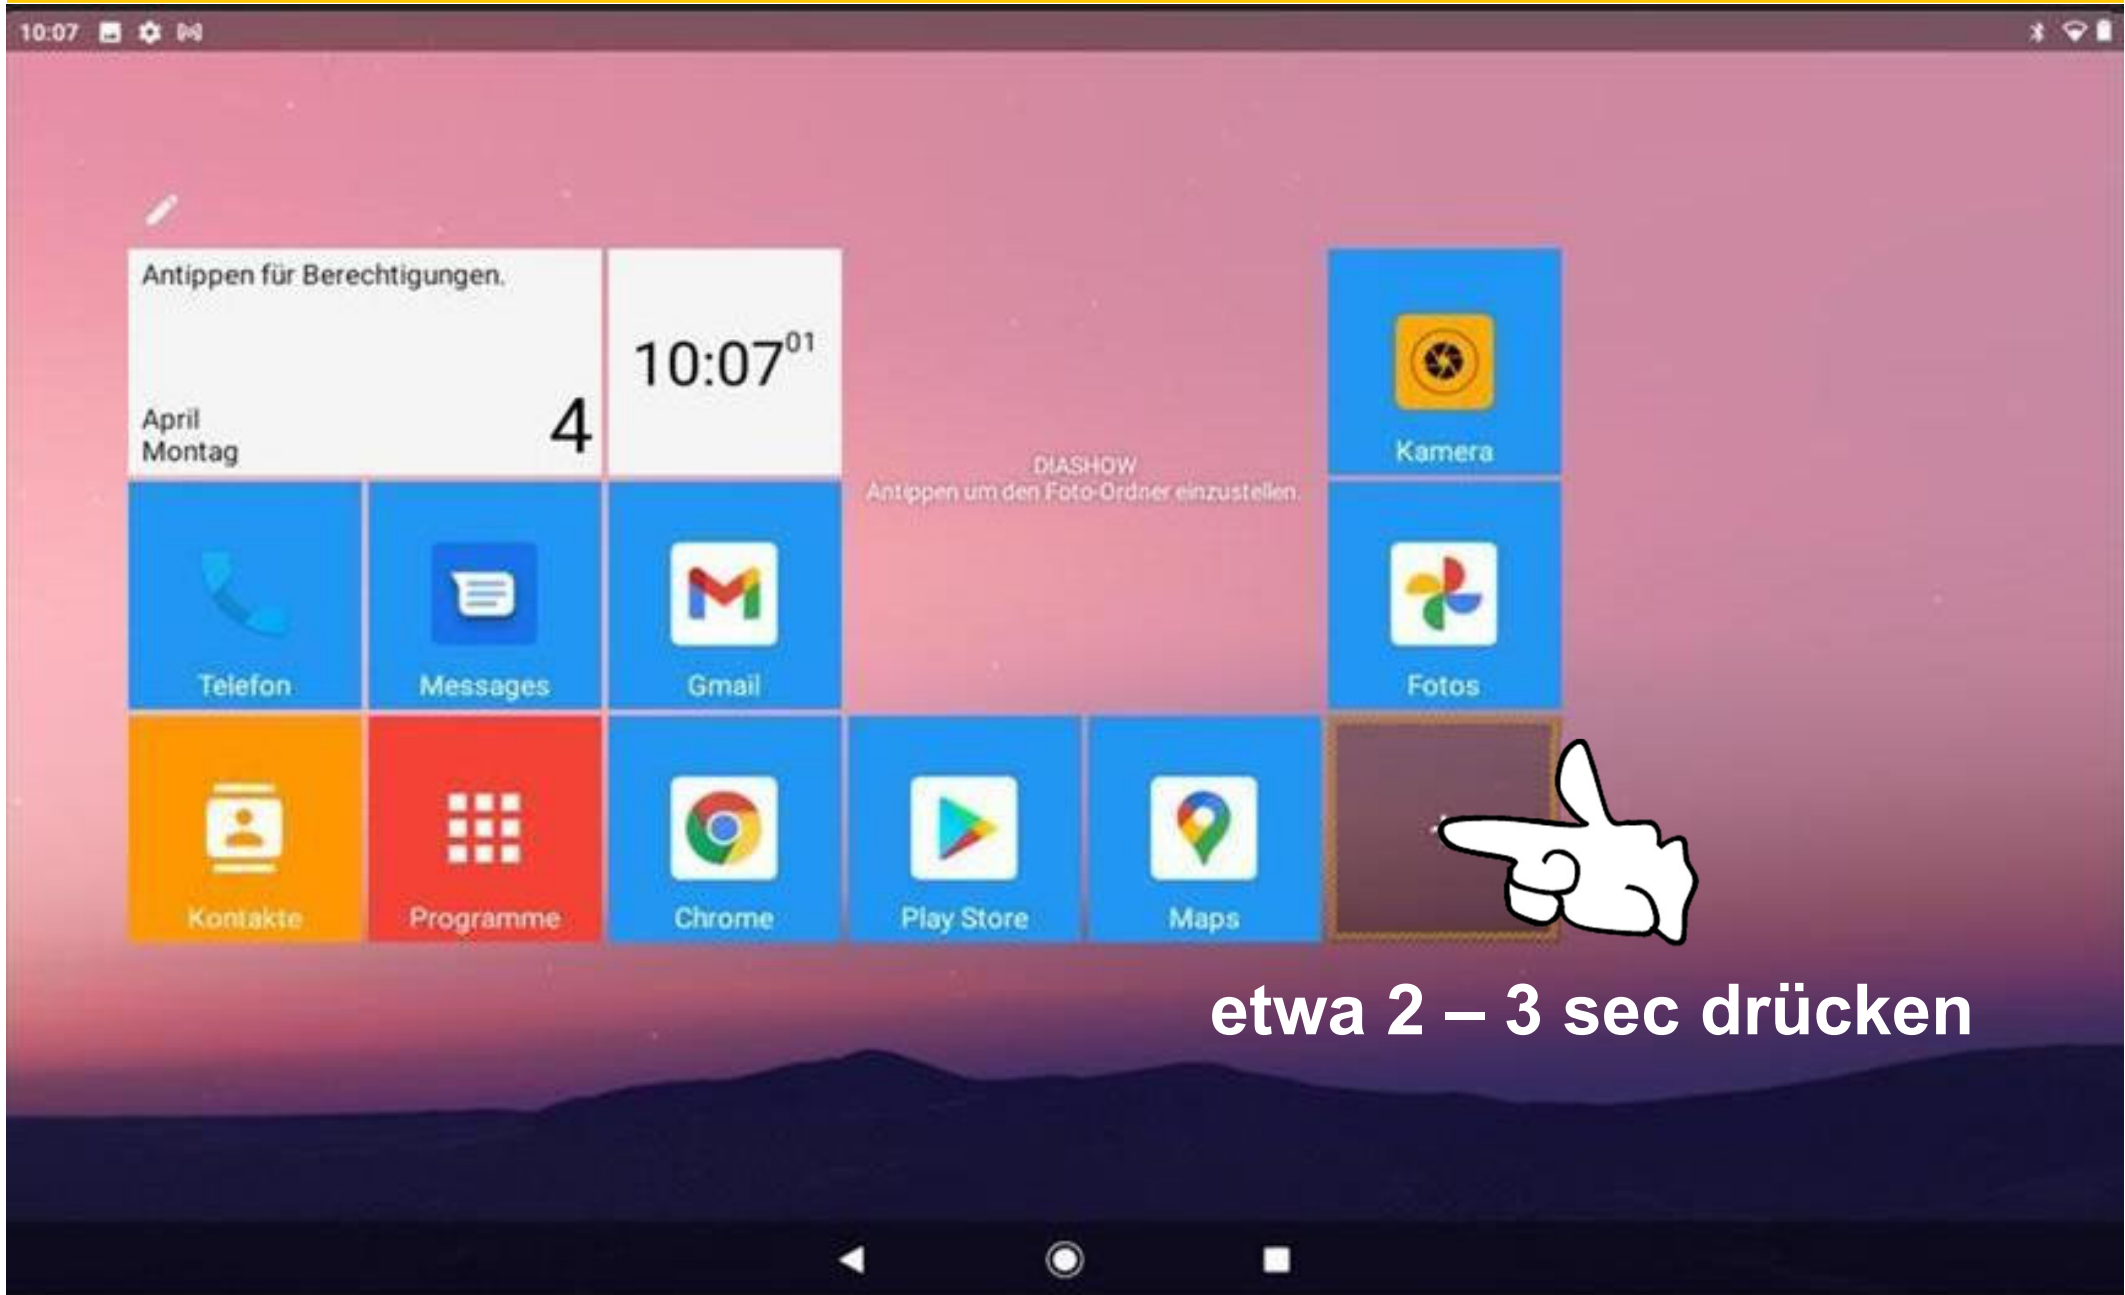 10:07
Antippen für Berechtigungen.
April
Montag
4
10:07 01
DIASHOW
Antippen um den Foto-Ordner einzustellen.
Kamera
Telefon
Messages
Gmail
Fotos
Kontakte
Programme
Chrome
Play Store
Maps
etwa 2 – 3 sec drücken